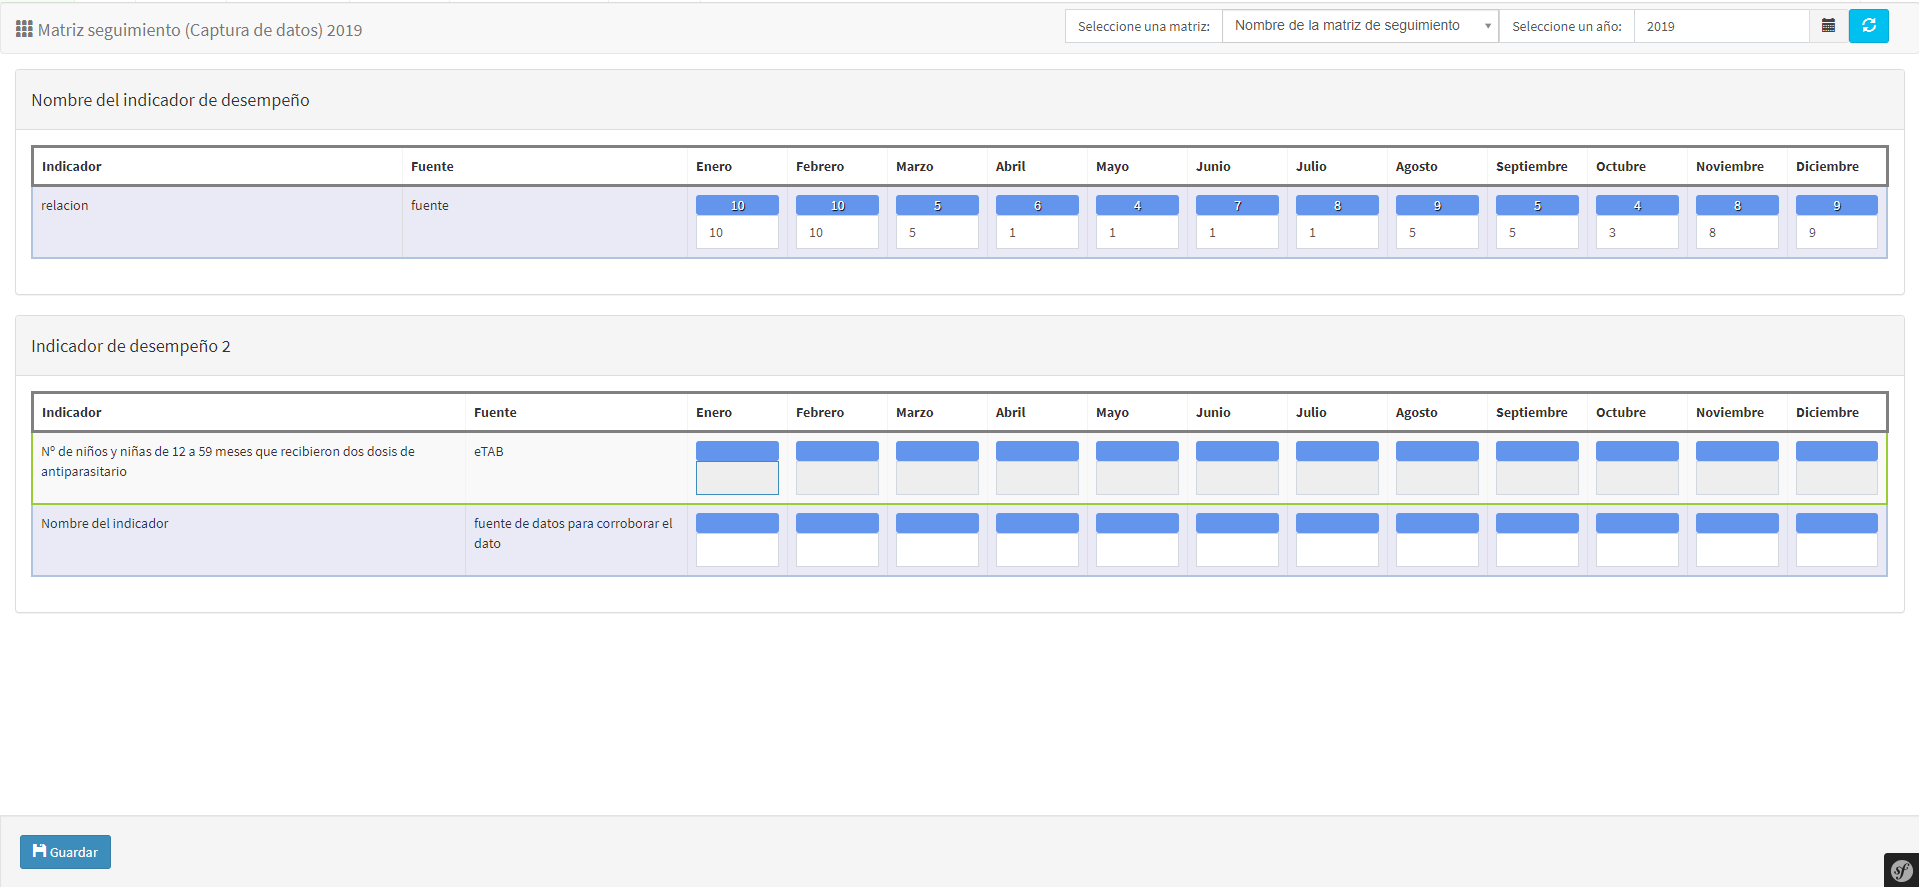 Matriz seguimiento (Captura de datos) 2019
Seleccione una matriz: Nombre de la matriz de seguimiento Seleccione un año: 2019
Nombre del indicador de desempeño
Indicador Fuente Enero Febrero Marzo Abril Mayo Junio Julio Agosto Septiembre Octubre Noviembre Diciembre
relacion fuente 10 10 5 6 4 7 8 9 5 4 8 9
10 10 5 1 1 1 1 5 5 3 8 9
Indicador de desempeño 2
Indicador Fuente Enero Febrero Marzo Abril Mayo Junio Julio Agosto Septiembre Octubre Noviembre Diciembre
Nº de niños y niñas de 12 a 59 meses que recibieron dos dosis de eTAB
antiparasitario
Nombre del indicador fuente de datos para corroborar el
dato
Guardar
sf